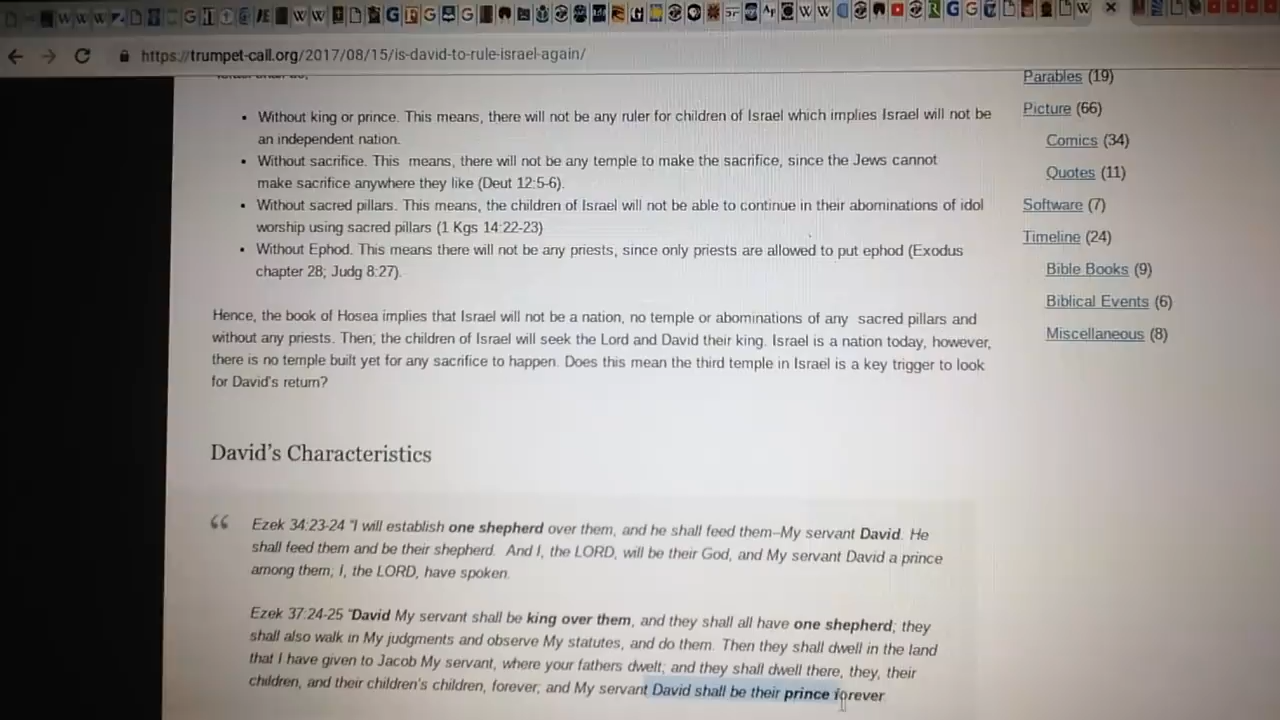 https://trumpet-call.org/2017/08/15/is-david-to-rule-israel-again/
• Without king or prince. This means, there will not be any ruler for children of Israel which implies Israel will not be
an independent nation.
• Without sacrifice. This means, there will not be any temple to make the sacrifice, since the Jews cannot
make sacrifice anywhere they like (Deut 12:5-6).
• Without sacred pillars. This means, the children of Israel will not be able to continue in their abominations of idol
worship using sacred pillars (1 Kgs 14:22-23)
• Without Ephod. This means there will not be any priests, since only priests are allowed to put ephod (Exodus
chapter 28; Judg 8:27).
Hence, the book of Hosea implies that Israel will not be a nation, no temple or abominations of any sacred pillars and
without any priests. Then; the children of Israel will seek the Lord and David their king. Israel is a nation today, however,
there is no temple built yet for any sacrifice to happen. Does this mean the third temple in Israel is a key trigger to look
for David's return?
David's Characteristics
“ Ezek 34:23-24 "I will establish one shepherd over them, and he shall feed them–My servant David. He
shall feed them and be their shepherd. And I, the LORD, will be their God, and My servant David a prince
among them; I, the LORD, have spoken.
Ezek 37:24-25 "David My servant shall be king over them, and they shall all have one shepherd; they
shall also walk in My judgments and observe My statutes, and do them. Then they shall dwell in the land
that I have given to Jacob My servant, where your fathers dwelt; and they shall dwell there, they, their
children, and their children's children, forever; and My servant David shall be their prince forever
Parables (19)
Picture (66)
Comics (34)
Quotes (11)
Software (7)
Timeline (24)
Bible Books (9)
Biblical Events (6)
Miscellaneous (8)